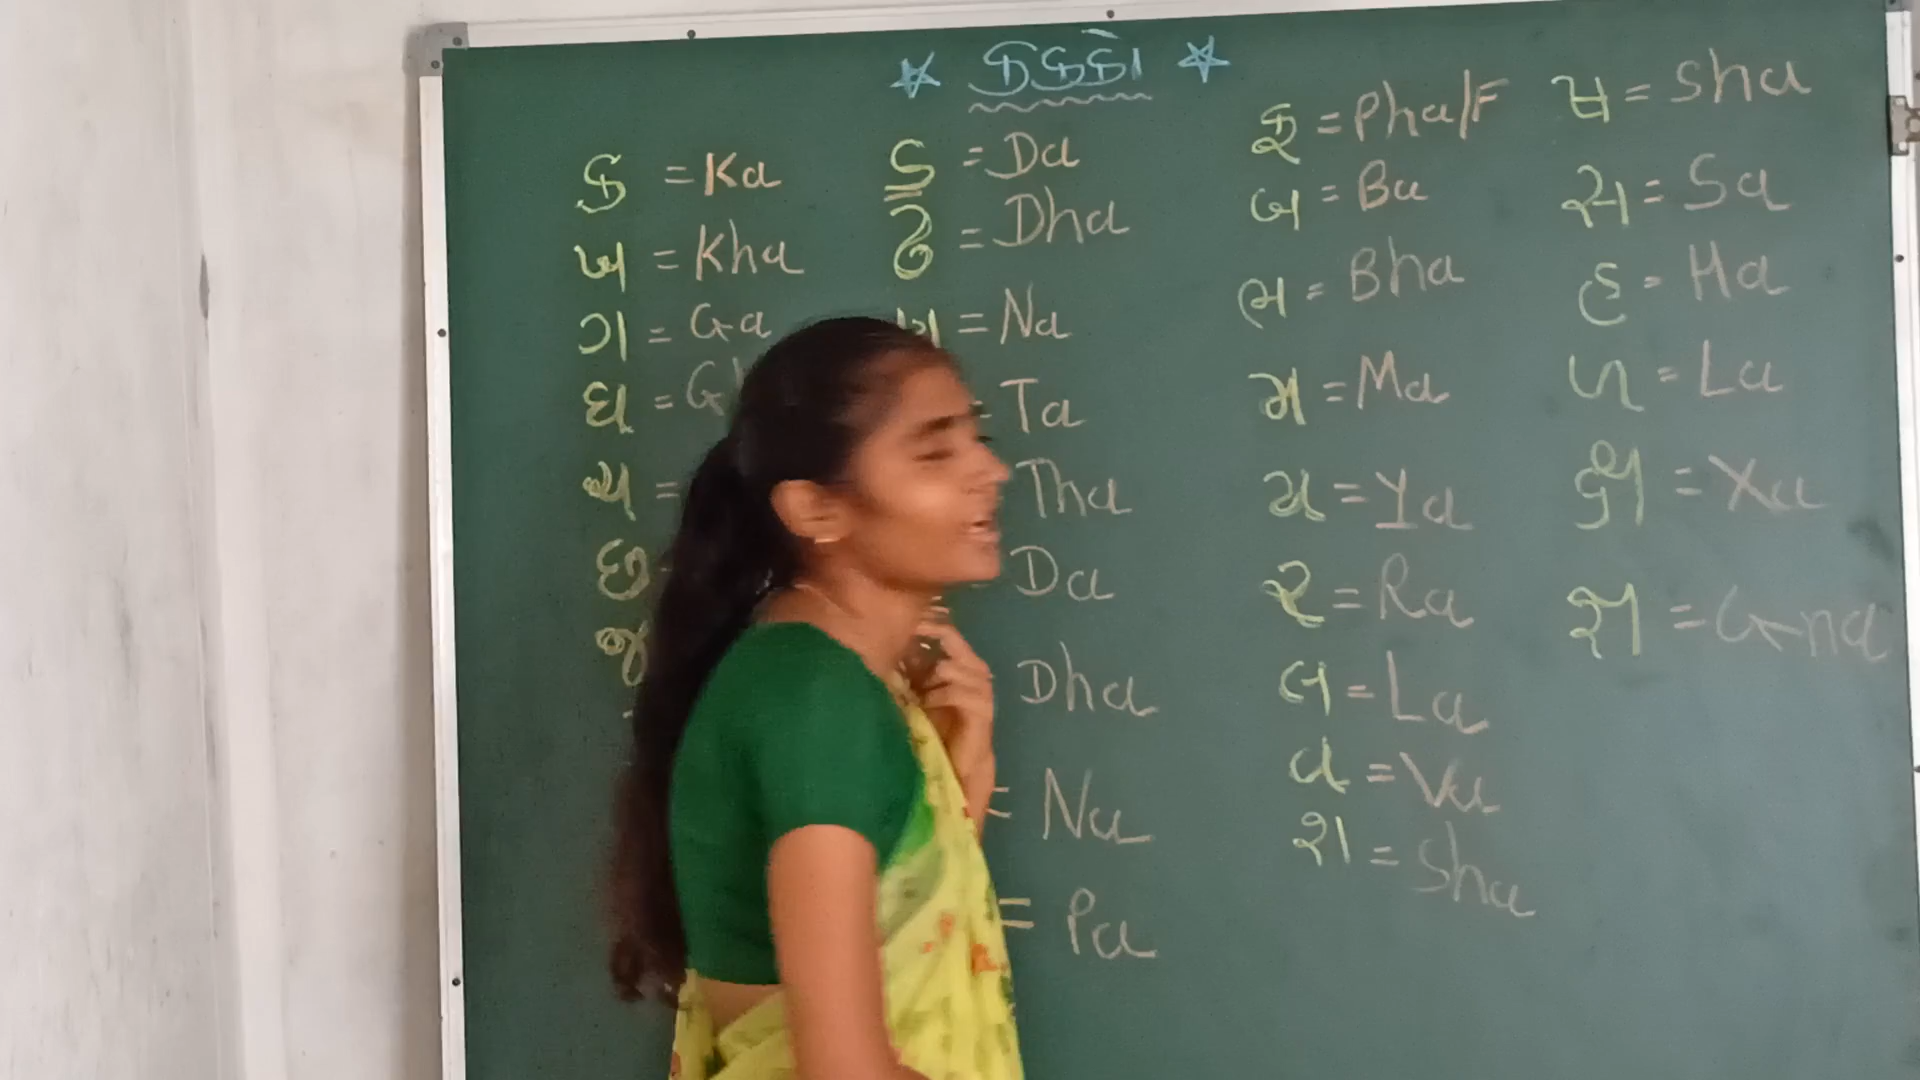 કક્કો
ક = Ka
ખ = Kha
ગ = Ga
ઘ =
ચ =
છ
જ
ડ = Da
ઢ = Dha
ણ = Na
= Ta
Tha
Da
Dha
= Na
= Pa
ફ = Pha/F
બ = Ba
ભ = Bha
મ = Ma
ય = Ya
ર = Ra
લ = La
વ = Va
શ = Sha
ષ = Sha
સ = Sa
હ = Ha
ળ = La
ક્ષ = Xa
જ્ઞ = Gna